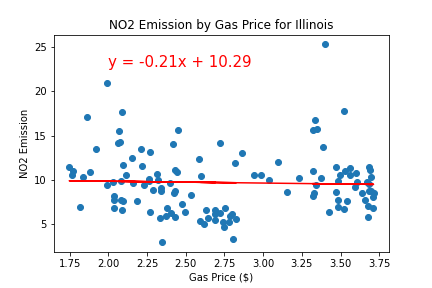 NO2 Emission by Gas Price for Illinois
y = -0.21x + 10.29
NO2 Emission
25
20
15
10
5
1.75 2.00 2.25 2.50 2.75 3.00 3.25 3.50 3.75
Gas Price ($)